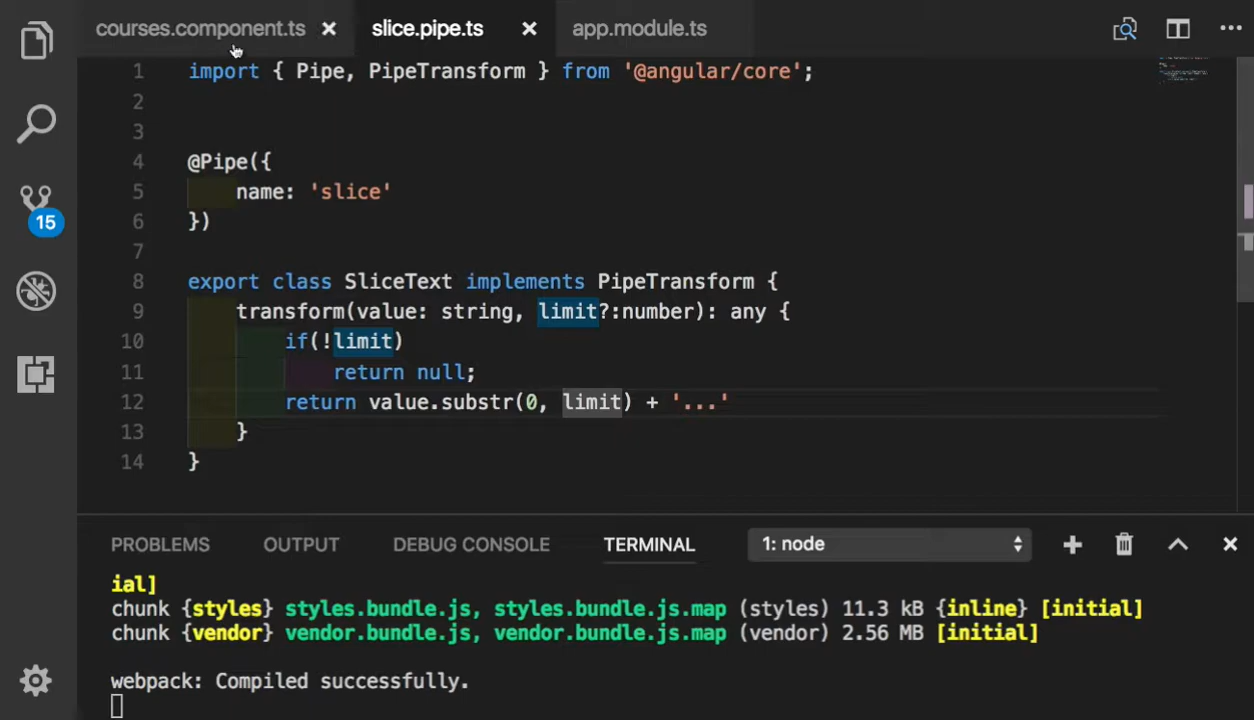 courses.component.ts
slice.pipe.ts
app.module.ts
1 import { Pipe, PipeTransform } from '@angular/core';
2
3
4 @Pipe({
5 name: 'slice'
6 })
7
8 export class SliceText implements PipeTransform {
9 transform(value: string, limit?:number): any {
10 if(!limit)
11 return null;
12 return value.substr(0, limit) + '...'
13 }
14 }
15
PROBLEMS OUTPUT DEBUG CONSOLE TERMINAL 1: node
ial]
chunk {styles} styles.bundle.js, styles.bundle.js.map (styles) 11.3 kB {inline} [initial]
chunk {vendor} vendor.bundle.js, vendor.bundle.js.map (vendor) 2.56 MB [initial]
webpack: Compiled successfully.